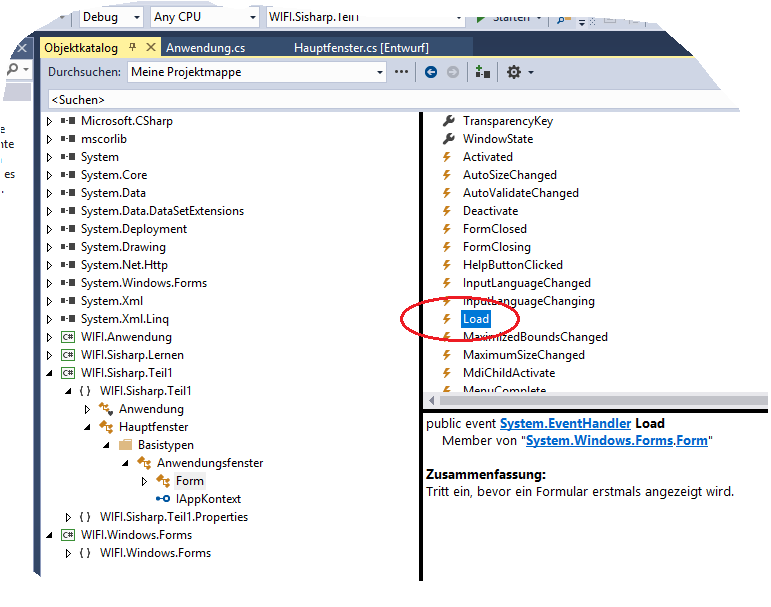 Debug Any CPU WIFI.Sisharp.Teil1 Starten
Objektkatalog Anwendung.cs Hauptfenster.cs [Entwurf]
Durchsuchen: Meine Projektmappe
<Suchen>
Microsoft.CSharp
mscorlib
System
System.Core
System.Data
System.Data.DataSetExtensions
System.Deployment
System.Drawing
System.Net.Http
System.Windows.Forms
System.Xml
System.Xml.Linq
C# WIFI.Anwendung
C# WIFI.Sisharp.Lernen
C# WIFI.Sisharp.Teil1
{ } WIFI.Sisharp.Teil1
Anwendung
Hauptfenster
Basistypen
Anwendungsfenster
Form
IAppKontext
{ } WIFI.Sisharp.Teil1.Properties
C# WIFI.Windows.Forms
{ } WIFI.Windows.Forms
TransparencyKey
WindowState
Activated
AutoSizeChanged
AutoValidateChanged
Deactivate
FormClosed
FormClosing
HelpButtonClicked
InputLanguageChanged
InputLanguageChanging
Load
MaximizedBoundsChanged
MaximumSizeChanged
MdiChildActivate
MenuComplete
public event System.EventHandler Load
Member von "System.Windows.Forms.Form"
Zusammenfassung:
Tritt ein, bevor ein Formular erstmals angezeigt wird.